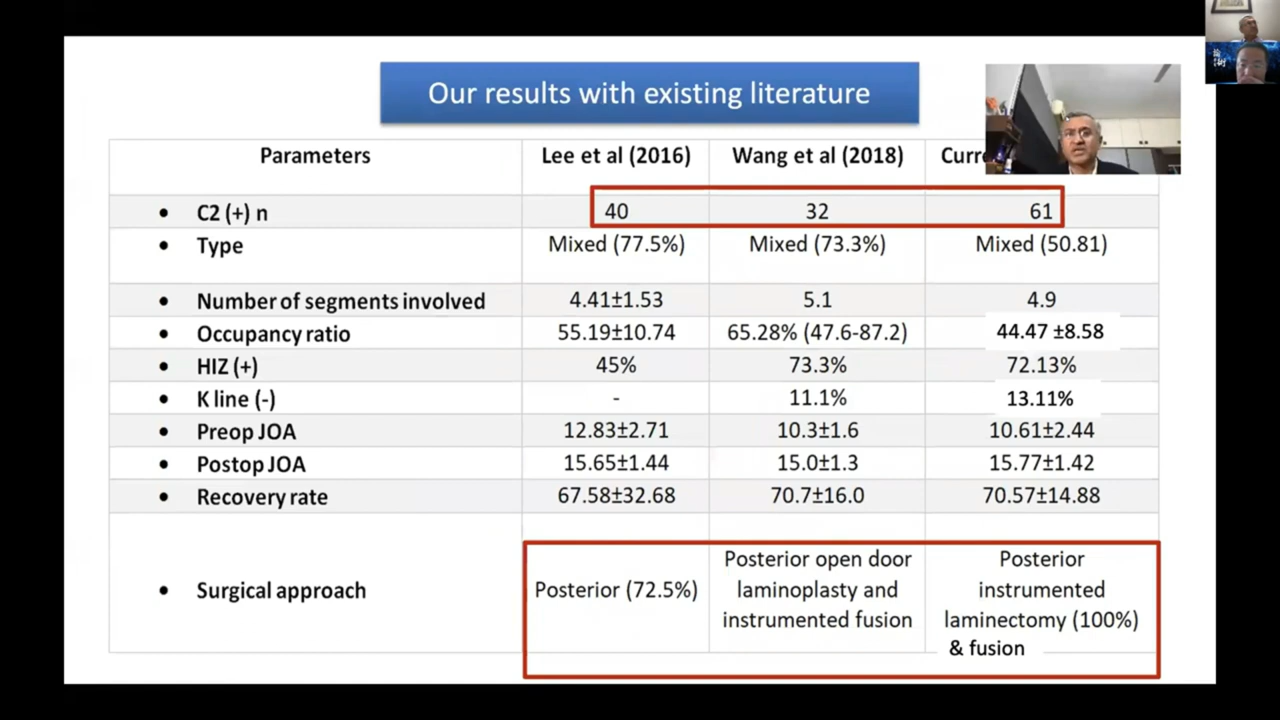 Our results with existing literature
Parameters Lee et al (2016) Wang et al (2018)
• C2 (+) n 40 32 61
• Type Mixed (77.5%) Mixed (73.3%) Mixed (50.81)
• Number of segments involved 4.41±1.53 5.1 4.9
• Occupancy ratio 55.19±10.74 65.28% (47.6-87.2) 44.47 ±8.58
• HIZ (+) 45% 73.3% 72.13%
• K line (-) - 11.1% 13.11%
• Preop JOA 12.83±2.71 10.3±1.6 10.61±2.44
• Postop JOA 15.65±1.44 15.0±1.3 15.77±1.42
• Recovery rate 67.58±32.68 70.7±16.0 70.57±14.88
• Surgical approach Posterior (72.5%)
Posterior open door
laminoplasty and
instrumented fusion
Posterior
instrumented
laminectomy (100%)
& fusion